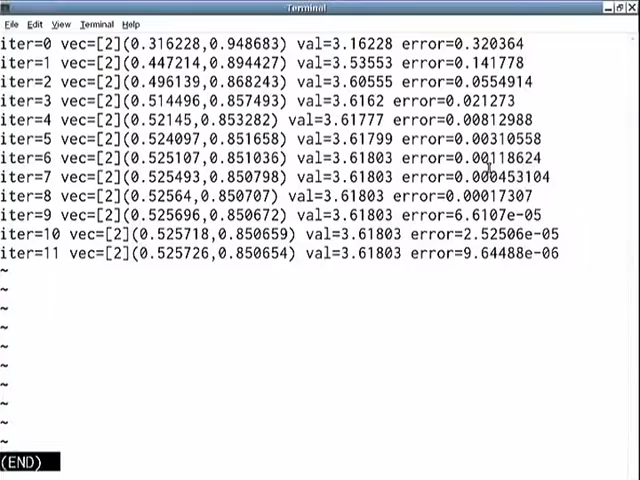 Terminal
File Edit View Terminal Help
iter=0 vec=[2](0.316228,0.948683) val=3.16228 error=0.320364
iter=1 vec=[2](0.447214,0.894427) val=3.53553 error=0.141778
iter=2 vec=[2](0.496139,0.868243) val=3.60555 error=0.0554914
iter=3 vec=[2](0.514496,0.857493) val=3.6162 error=0.021273
iter=4 vec=[2](0.52145,0.853282) val=3.61777 error=0.00812988
iter=5 vec=[2](0.524097,0.851658) val=3.61799 error=0.00310558
iter=6 vec=[2](0.525107,0.851036) val=3.61803 error=0.00118624
iter=7 vec=[2](0.525493,0.850798) val=3.61803 error=0.000453104
iter=8 vec=[2](0.52564,0.850707) val=3.61803 error=0.00017307
iter=9 vec=[2](0.525696,0.850672) val=3.61803 error=6.6107e-05
iter=10 vec=[2](0.525718,0.850659) val=3.61803 error=2.52506e-05
iter=11 vec=[2](0.525726,0.850654) val=3.61803 error=9.64488e-06
~
~
~
~
~
~
~
~
~
~
(END)